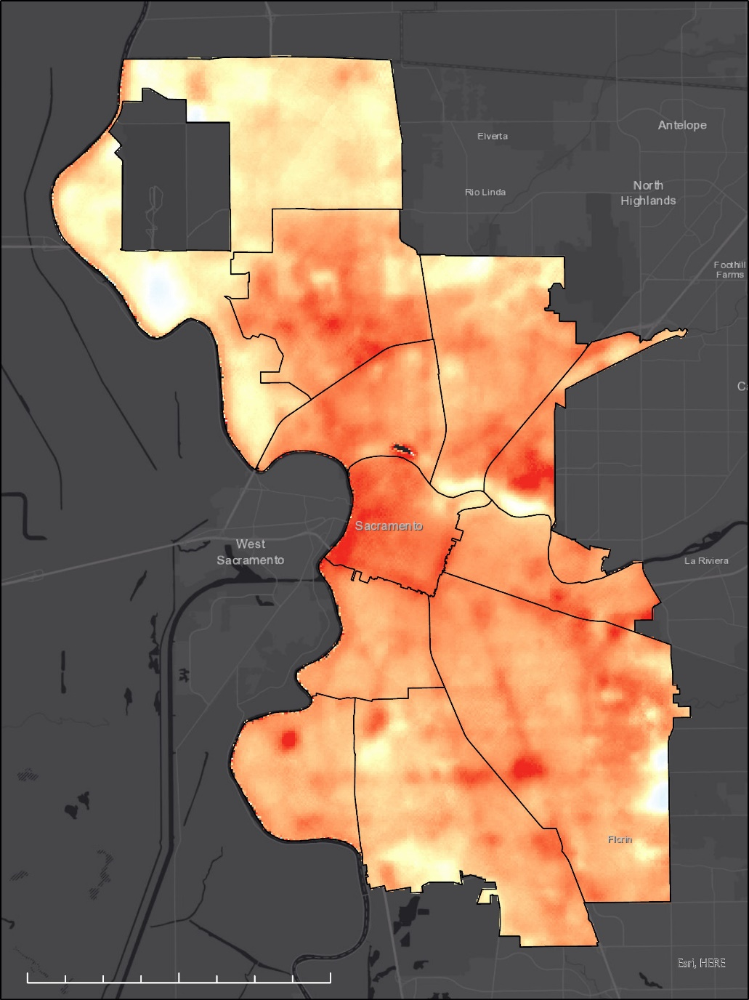 Antelope
Elverta
North
Highlands
Rio Linda
Foothill
Farms
Sacramento
West
Sacramento
La Riviera
Florin
Esri, HERE